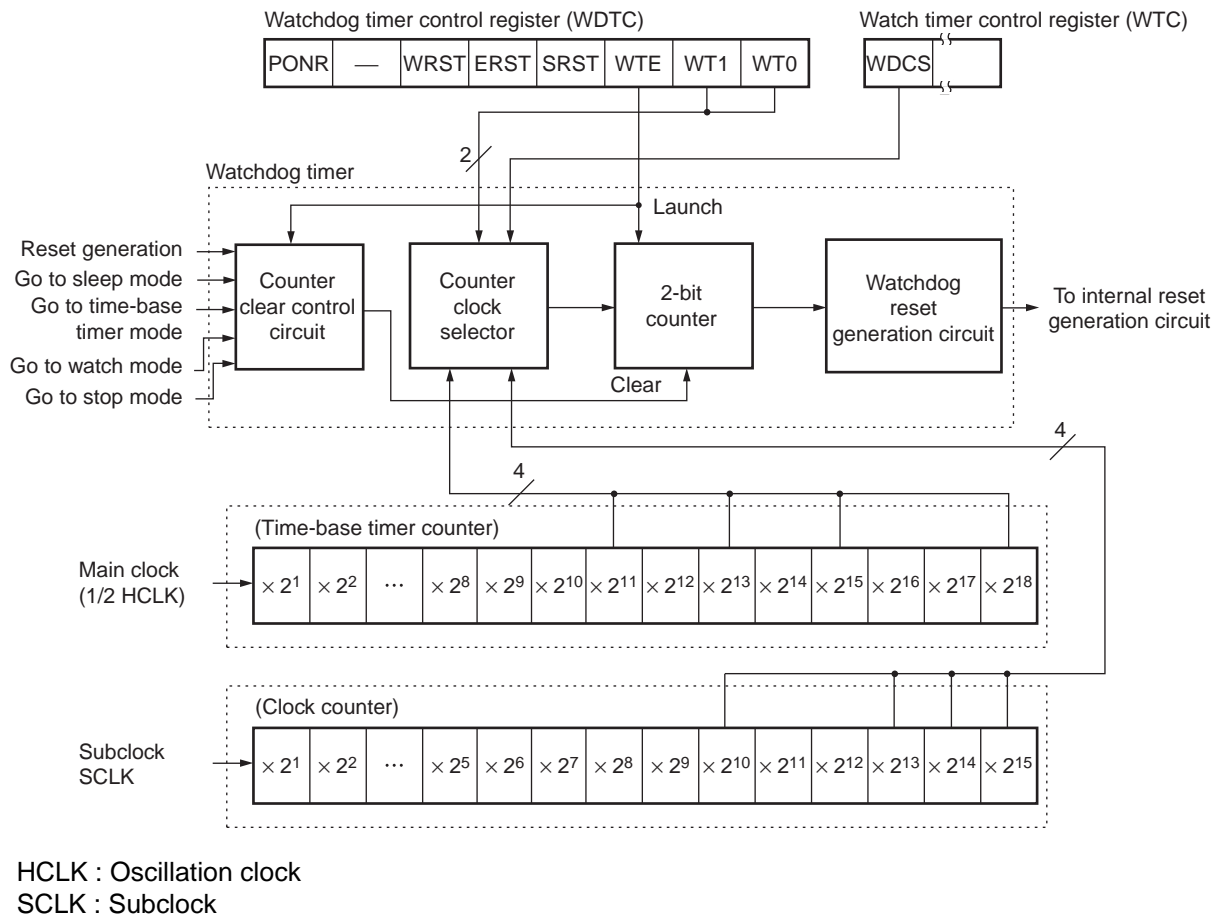 Watchdog timer control register (WDTC)
Watch timer control register (WTC)
PONR — WRST ERST SRST WTE WT1 WT0
WDCS
2
Watchdog timer
Launch
Reset generation
Go to sleep mode
Go to time-base
timer mode
Go to watch mode
Go to stop mode
Counter
clear control
circuit
Counter
clock
selector
2-bit
counter
Watchdog
reset
generation circuit
To internal reset
generation circuit
Clear
4
4
(Time-base timer counter)
Main clock
(1/2 HCLK)
× 2¹ × 2² ... × 2⁸ × 2⁹ × 2¹⁰ × 2¹¹ × 2¹² × 2¹³ × 2¹⁴ × 2¹⁵ × 2¹⁶ × 2¹⁷ × 2¹⁸
(Clock counter)
Subclock
SCLK
× 2¹ × 2² ... × 2⁵ × 2⁶ × 2⁷ × 2⁸ × 2⁹ × 2¹⁰ × 2¹¹ × 2¹² × 2¹³ × 2¹⁴ × 2¹⁵
HCLK : Oscillation clock
SCLK : Subclock